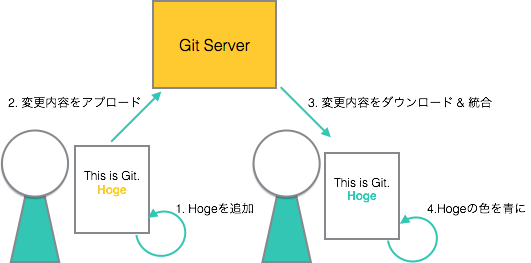 Git Server
2. 変更内容をアプロード
3. 変更内容をダウンロード & 統合
This is Git.
Hoge
1. Hogeを追加
This is Git.
Hoge
4.Hogeの色を青に